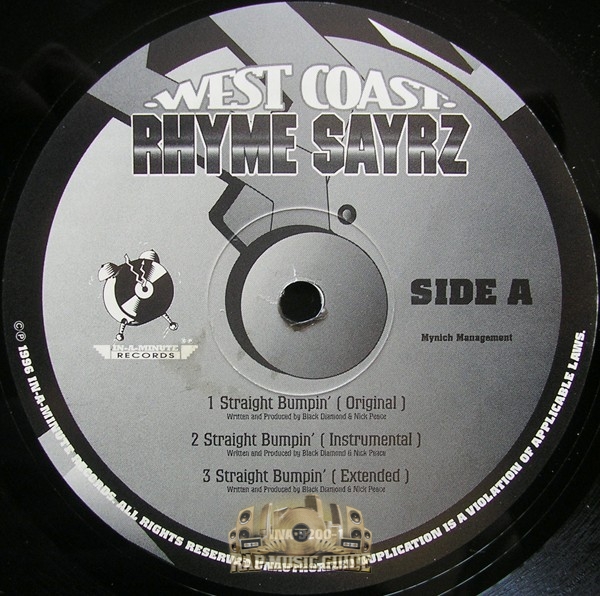 WEST COAST
RHYME SAYRZ
SIDE A
Mynich Management
IN-A-MINUTE
RECORDS
1 Straight Bumpin' ( Original )
Written and Produced by Black Diamond & Nick Peace
2 Straight Bumpin' ( Instrumental )
Written and Produced by Black Diamond & Nick Peace
3 Straight Bumpin' ( Extended )
Written and Produced by Black Diamond & Nick Peace
© ℗ 1996 IN-A-MINUTE RECORDS. ALL RIGHTS RESERVED. DUPLICATION IS A VIOLATION OF APPLICABLE LAWS.
RAP MUSIC GUIDE